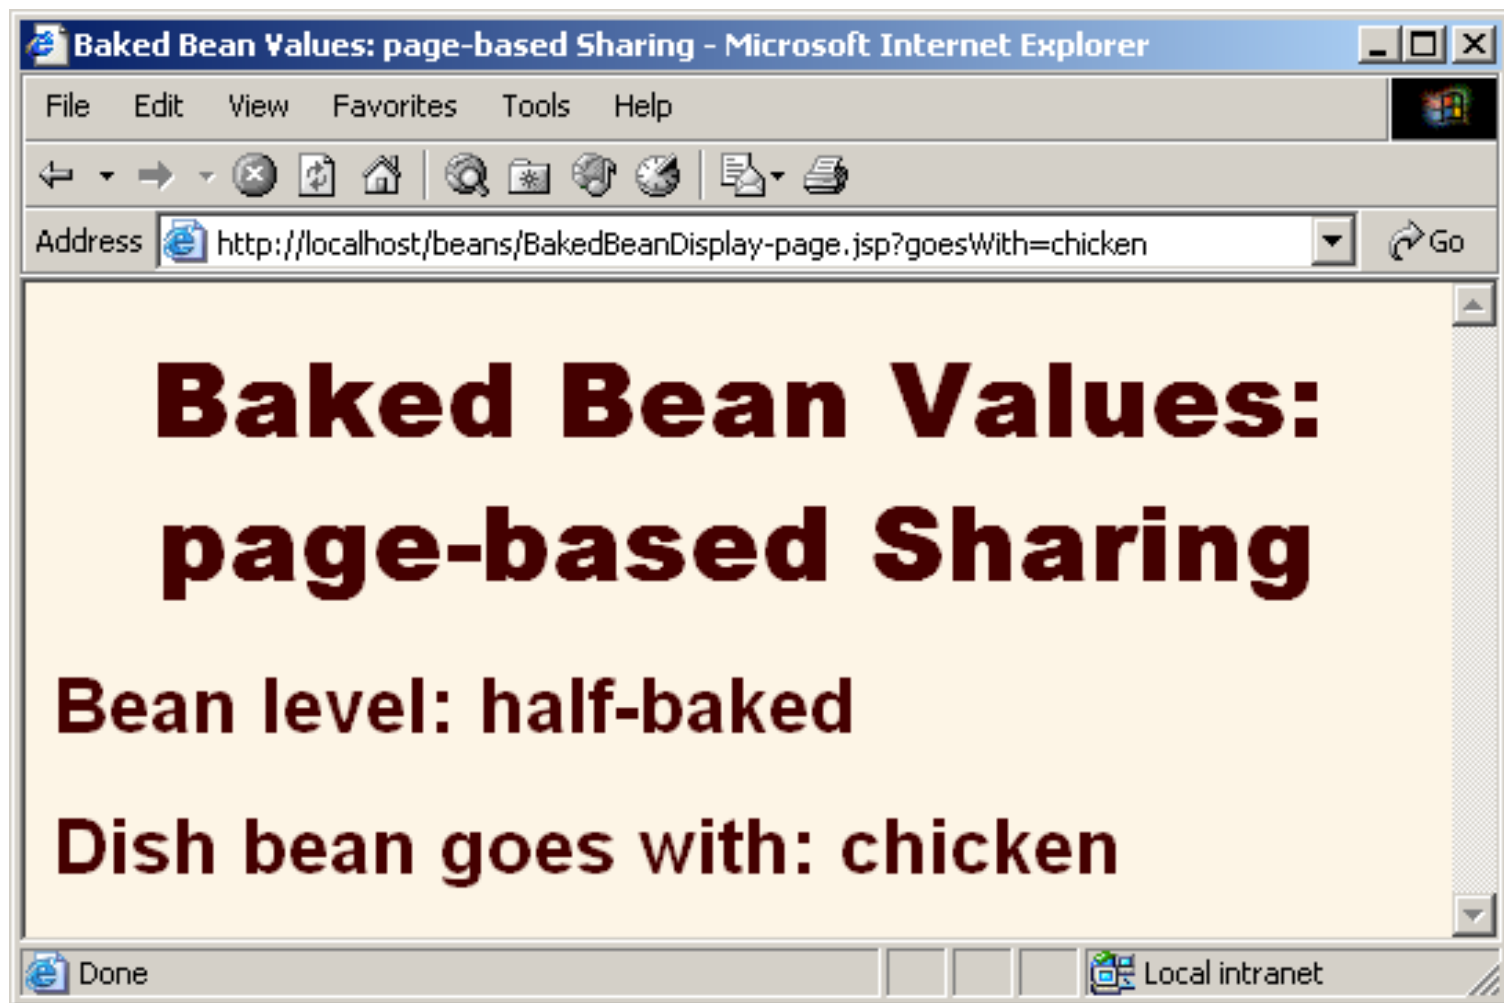 Baked Bean Values: page-based Sharing - Microsoft Internet Explorer
File Edit View Favorites Tools Help
Address http://localhost/beans/BakedBeanDisplay-page.jsp?goesWith=chicken Go
Baked Bean Values:
page-based Sharing
Bean level: half-baked
Dish bean goes with: chicken
Done Local intranet